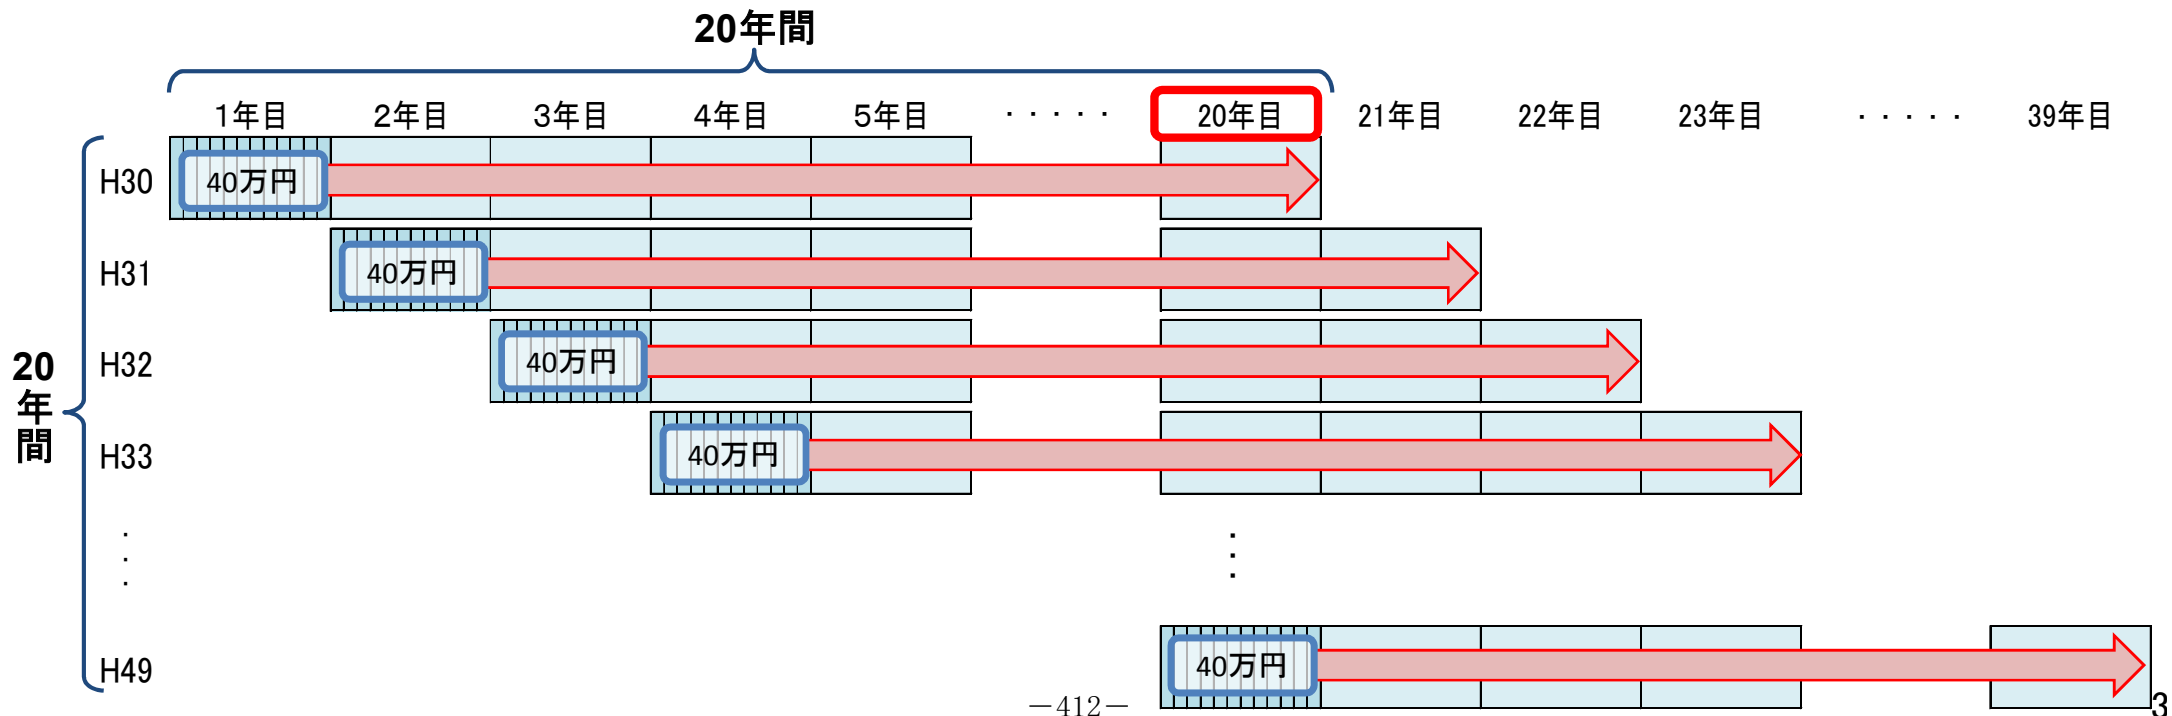 20年間
1年目 2年目 3年目 4年目 5年目 ・・・・・ 20年目 21年目 22年目 23年目 ・・・・・ 39年目
H30 40万円
H31 40万円
20年間
H32 40万円
H33 40万円
・・・ ・・・
H49 40万円
－412－
3